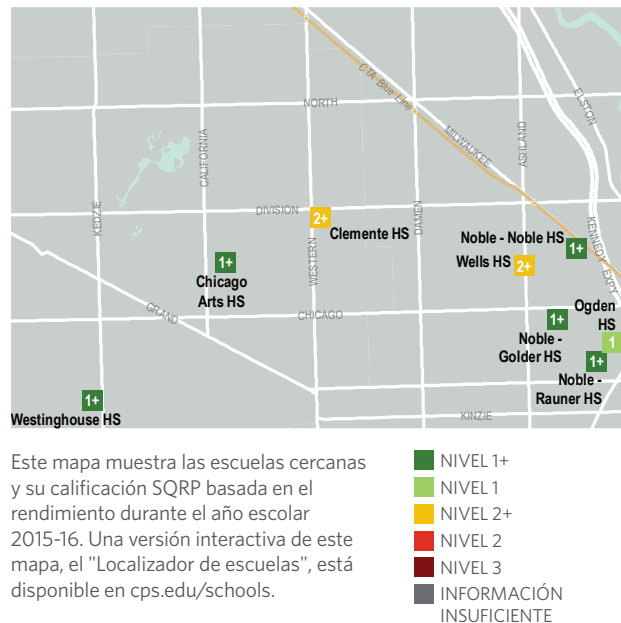 CTA Blue Line
NORTH
MILWAUKEE
ASHLAND
ELSTON
CALIFORNIA
KEDZIE
DIVISION
WESTERN
DAMEN
KENNEDY EXPY
2+
Clemente HS
Noble - Noble HS
1+
Wells HS
2+
1+
Chicago
Arts HS
GRAND
CHICAGO
Ogden
HS
1
1+
Noble -
Golder HS
1+
Noble -
Rauner HS
1+
Westinghouse HS
KINZIE
Este mapa muestra las escuelas cercanas
y su calificación SQRP basada en el
rendimiento durante el año escolar
2015-16. Una versión interactiva de este
mapa, el "Localizador de escuelas", está
disponible en cps.edu/schools.
NIVEL 1+
NIVEL 1
NIVEL 2+
NIVEL 2
NIVEL 3
INFORMACIÓN
INSUFICIENTE